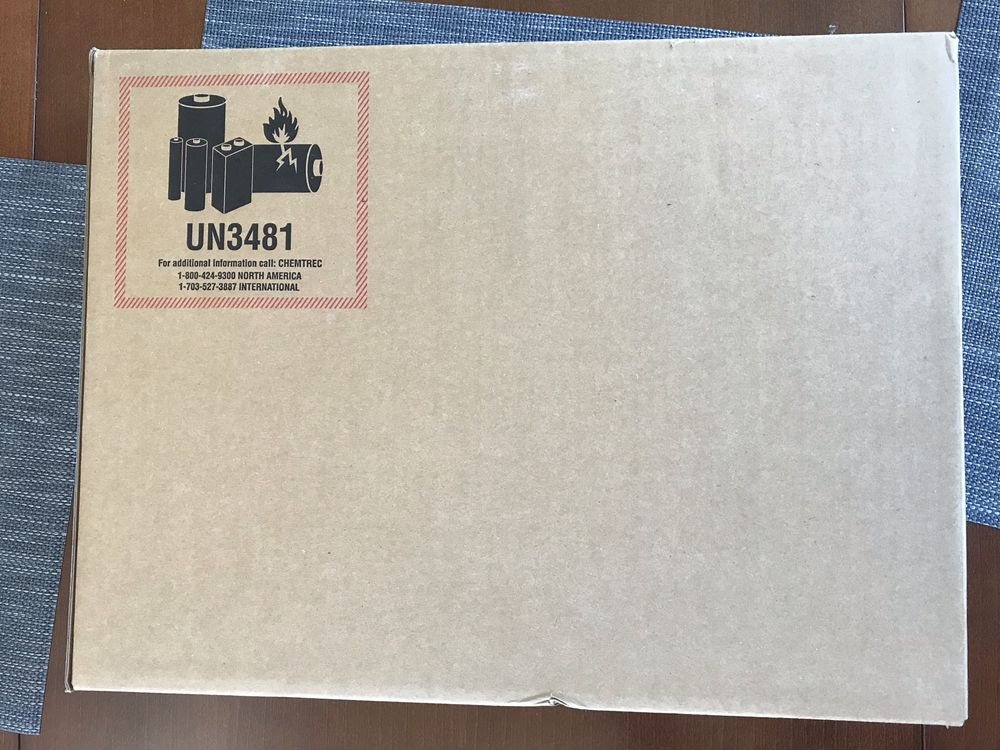 UN3481
For additional information call: CHEMTREC
1-800-424-9300 NORTH AMERICA
1-703-527-3887 INTERNATIONAL